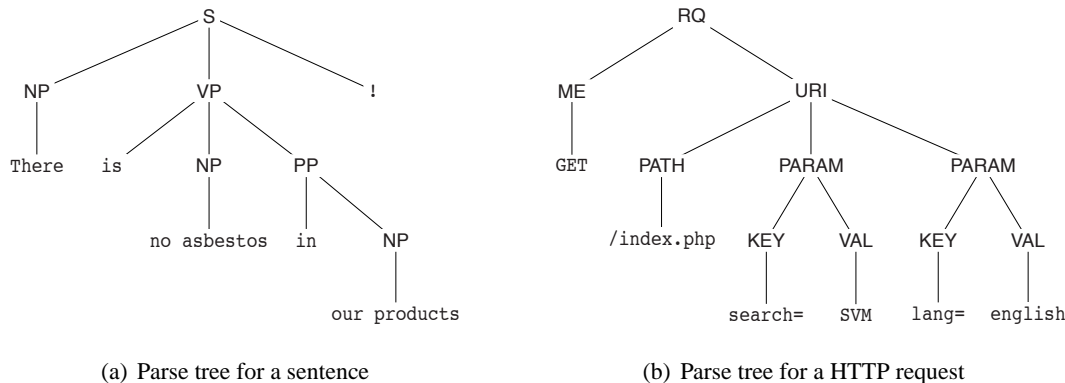 S
NP VP !
There is NP PP
no asbestos in NP
our products
(a) Parse tree for a sentence
RQ
ME URI
GET PATH PARAM PARAM
/index.php KEY VAL KEY VAL
search= SVM lang= english
(b) Parse tree for a HTTP request